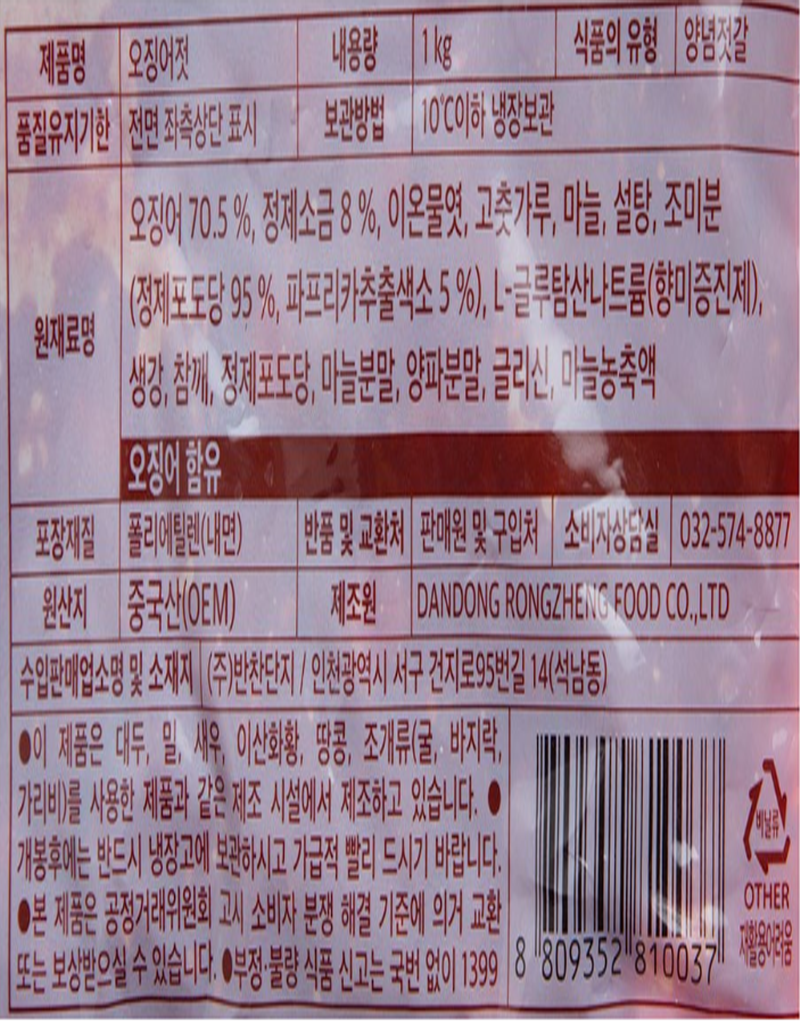 제품명 오징어젓 내용량 1kg 식품의 유형 양념젓갈
품질유지기한 전면 좌측상단 표시 보관방법 10℃이하 냉장보관
원재료명
오징어 70.5 %, 정제소금 8 %, 이온물엿, 고춧가루, 마늘, 설탕, 조미분
(정제포도당 95 %, 파프리카추출색소 5 %), L-글루탐산나트륨(향미증진제),
생강, 참깨, 정제포도당, 마늘분말, 양파분말, 글리신, 마늘농축액
오징어 함유
포장재질 폴리에틸렌(내면) 반품 및 교환처 판매원 및 구입처 소비자상담실 032-574-8877
원산지 중국산(OEM) 제조원 DANDONG RONGZHENG FOOD CO.,LTD
수입판매업소명 및 소재지 (주)반찬단지 / 인천광역시 서구 건지로95번길 14(석남동)
●이 제품은 대두, 밀, 새우, 이산화황, 땅콩, 조개류(굴, 바지락,
가리비)를 사용한 제품과 같은 제조 시설에서 제조하고 있습니다. ●
개봉후에는 반드시 냉장고에 보관하시고 가급적 빨리 드시기 바랍니다.
●본 제품은 공정거래위원회 고시 소비자 분쟁 해결 기준에 의거 교환
또는 보상받으실 수 있습니다. ●부정·불량 식품 신고는 국번 없이 1399
8 809352 810037
비닐류
OTHER
재활용어려움